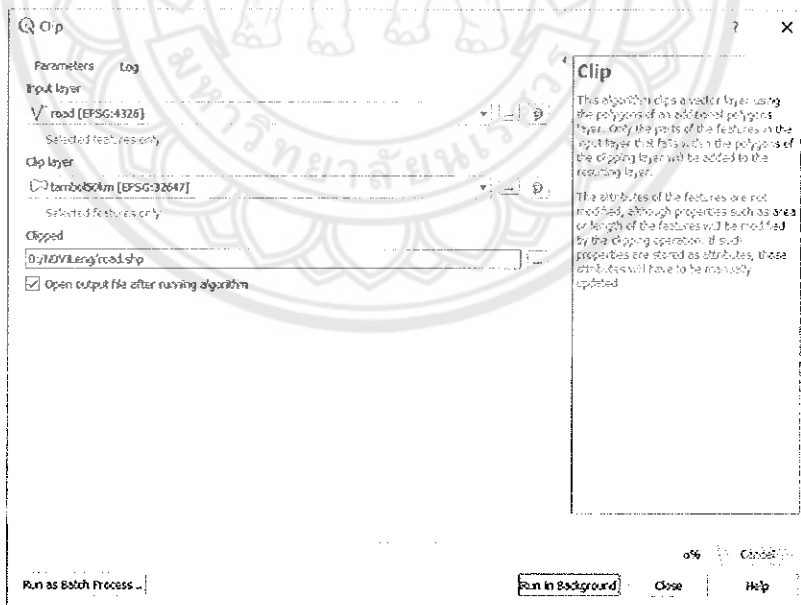 Clip
?
Parameters Log
Input layer
road [EPSG:4326]
Selected features only
Clip layer
tambol50km [EPSG:32647]
Selected features only
Clipped
D:/NDVI/Leng/road.shp
Open output file after running algorithm
Clip
This algorithm clips a vector layer using
the polygons of an additional polygons
layer. Only the parts of the features in the
input layer that falls within the polygons of
the clipping layer will be added to the
resulting layer.
The attributes of the features are not
modified, although properties such as area
or length of the features will be modified
by the clipping operation. If such
properties are stored as attributes, those
attributes will have to be manually
updated.
0% Cancel
Run as Batch Process... Run in Background Close Help